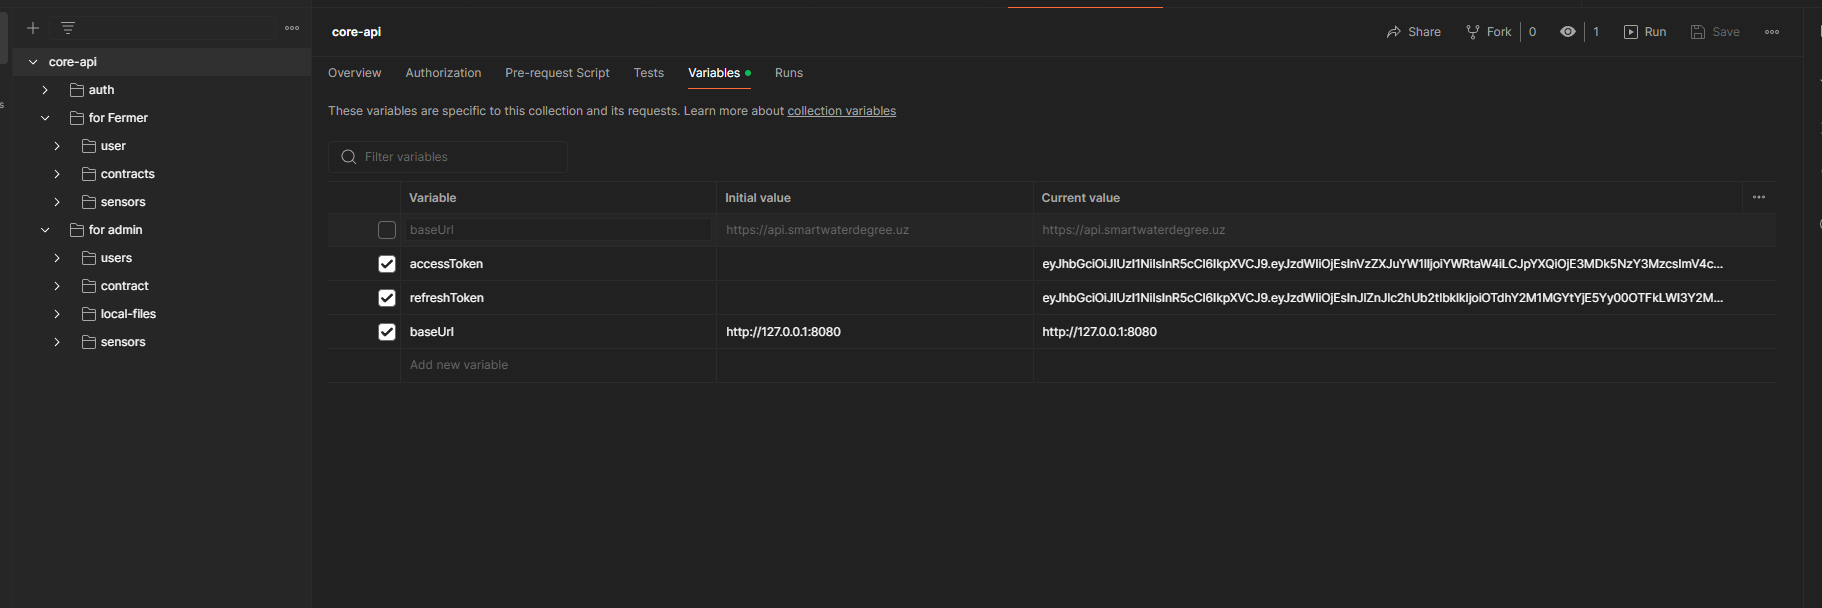 core-api
Share Fork 0 1 Run Save
core-api
auth
for Fermer
user
contracts
sensors
for admin
users
contract
local-files
sensors
Overview Authorization Pre-request Script Tests Variables Runs
These variables are specific to this collection and its requests. Learn more about collection variables
Filter variables
Variable Initial value Current value
baseUrl https://api.smartwaterdegree.uz https://api.smartwaterdegree.uz
accessToken
refreshToken
baseUrl http://127.0.0.1:8080 http://127.0.0.1:8080
Add new variable